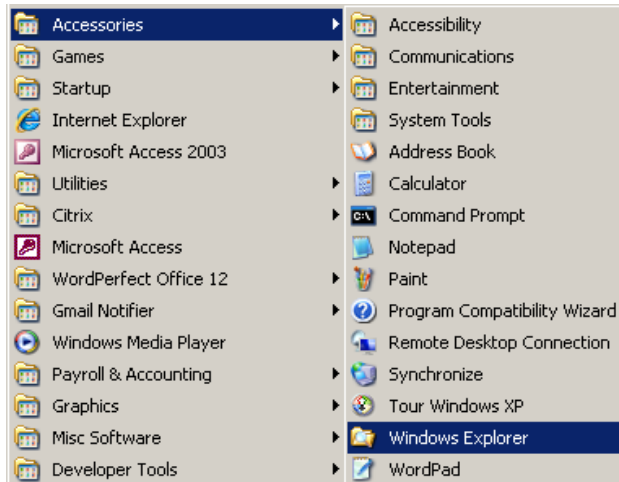 Accessories
Games
Startup
Internet Explorer
Microsoft Access 2003
Utilities
Citrix
Microsoft Access
WordPerfect Office 12
Gmail Notifier
Windows Media Player
Payroll & Accounting
Graphics
Misc Software
Developer Tools
Accessibility
Communications
Entertainment
System Tools
Address Book
Calculator
Command Prompt
Notepad
Paint
Program Compatibility Wizard
Remote Desktop Connection
Synchronize
Tour Windows XP
Windows Explorer
WordPad